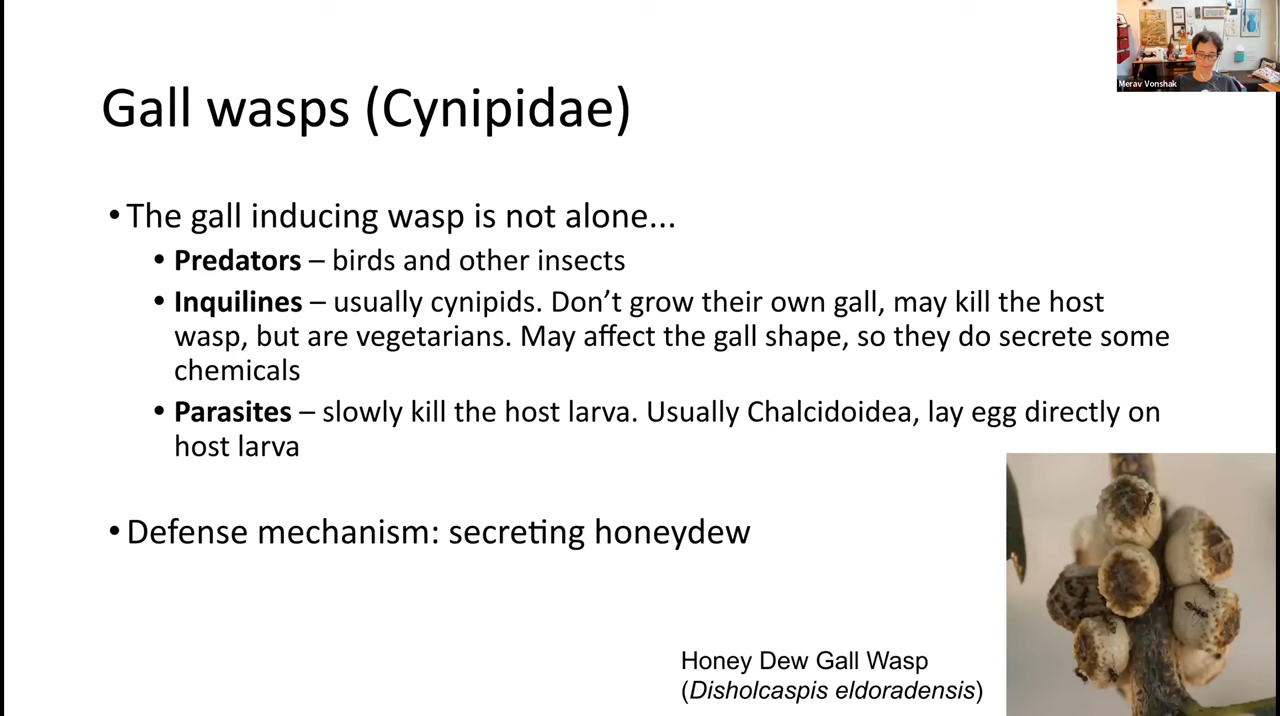 Merav Vonshak
Gall wasps (Cynipidae)
• The gall inducing wasp is not alone...
• Predators – birds and other insects
• Inquilines – usually cynipids. Don’t grow their own gall, may kill the host
wasp, but are vegetarians. May affect the gall shape, so they do secrete some
chemicals
• Parasites – slowly kill the host larva. Usually Chalcidoidea, lay egg directly on
host larva
• Defense mechanism: secreting honeydew
Honey Dew Gall Wasp
(Disholcaspis eldoradensis)